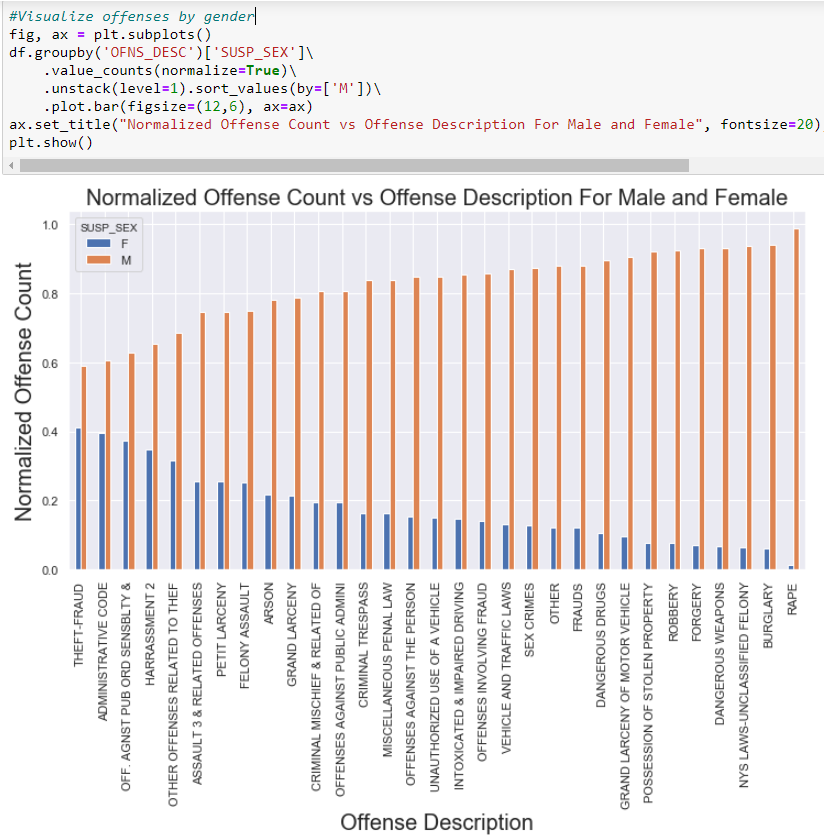 #Visualize offenses by gender
fig, ax = plt.subplots()
df.groupby('OFNS_DESC')['SUSP_SEX']\
    .value_counts(normalize=True)\
    .unstack(level=1).sort_values(by=['M'])\
    .plot.bar(figsize=(12,6), ax=ax)
ax.set_title("Normalized Offense Count vs Offense Description For Male and Female", fontsize=20)
plt.show()
Normalized Offense Count vs Offense Description For Male and Female
SUSP_SEX
F
M
Normalized Offense Count
1.0
0.8
0.6
0.4
0.2
0.0
THEFT-FRAUD
ADMINISTRATIVE CODE
OFF. AGNST PUB ORD SENSBLTY &
HARRASSMENT 2
OTHER OFFENSES RELATED TO THEF
ASSAULT 3 & RELATED OFFENSES
PETIT LARCENY
FELONY ASSAULT
ARSON
GRAND LARCENY
CRIMINAL MISCHIEF & RELATED OF
OFFENSES AGAINST PUBLIC ADMINI
CRIMINAL TRESPASS
MISCELLANEOUS PENAL LAW
OFFENSES AGAINST THE PERSON
UNAUTHORIZED USE OF A VEHICLE
INTOXICATED & IMPAIRED DRIVING
OFFENSES INVOLVING FRAUD
VEHICLE AND TRAFFIC LAWS
SEX CRIMES
OTHER
FRAUDS
DANGEROUS DRUGS
GRAND LARCENY OF MOTOR VEHICLE
POSSESSION OF STOLEN PROPERTY
ROBBERY
FORGERY
DANGEROUS WEAPONS
NYS LAWS-UNCLASSIFIED FELONY
BURGLARY
RAPE
Offense Description